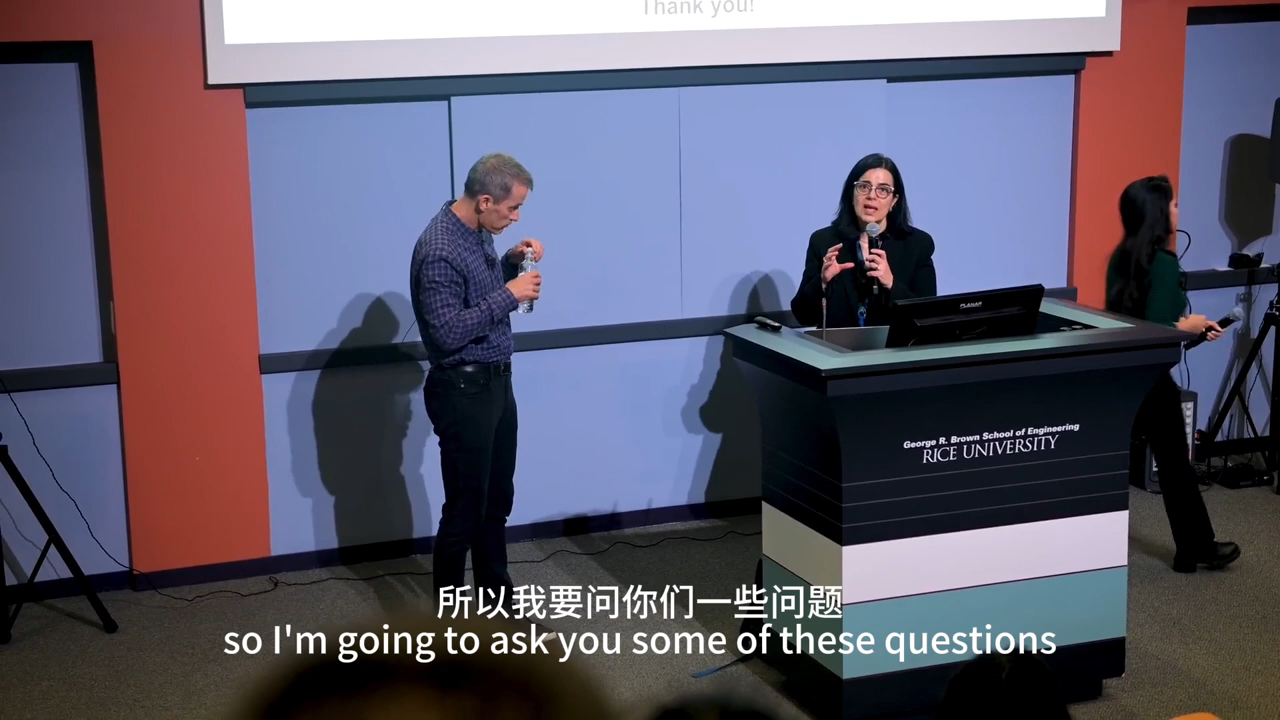 Thank you!
PLANAR
George R. Brown School of Engineering
RICE UNIVERSITY
所以我要问你们一些问题
so I'm going to ask you some of these questions